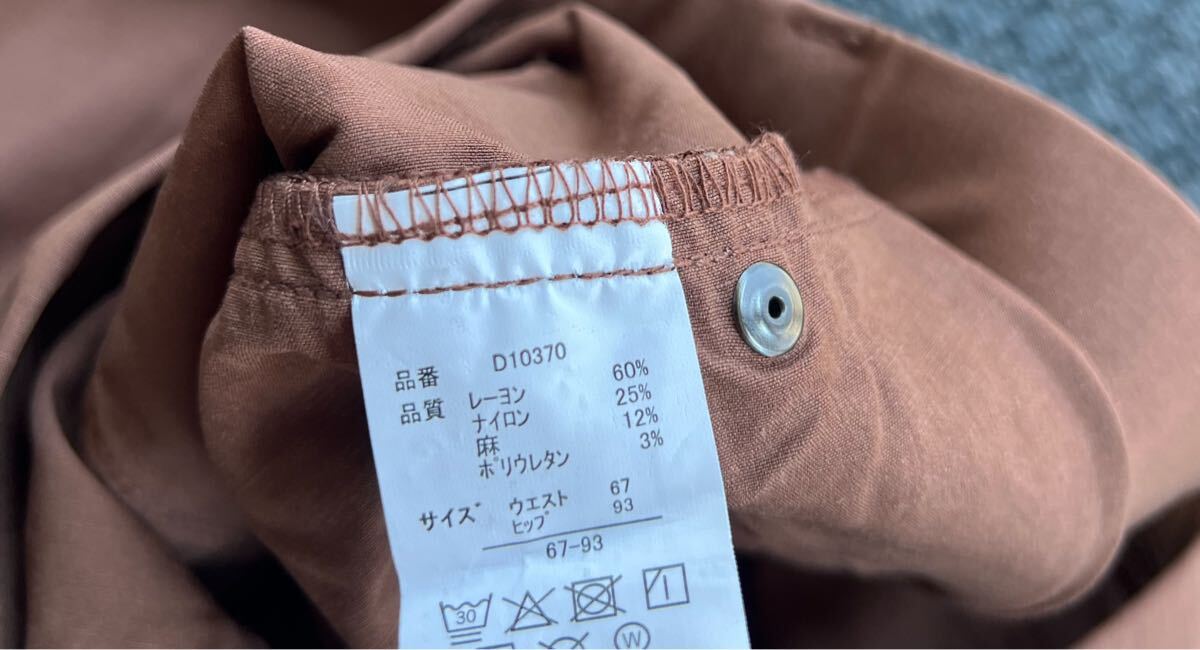 品番 D10370
品質 レーヨン 60%
ナイロン 25%
麻 12%
ポリウレタン 3%
サイズ ウエスト 67
ヒップ 93
67-93
30
W